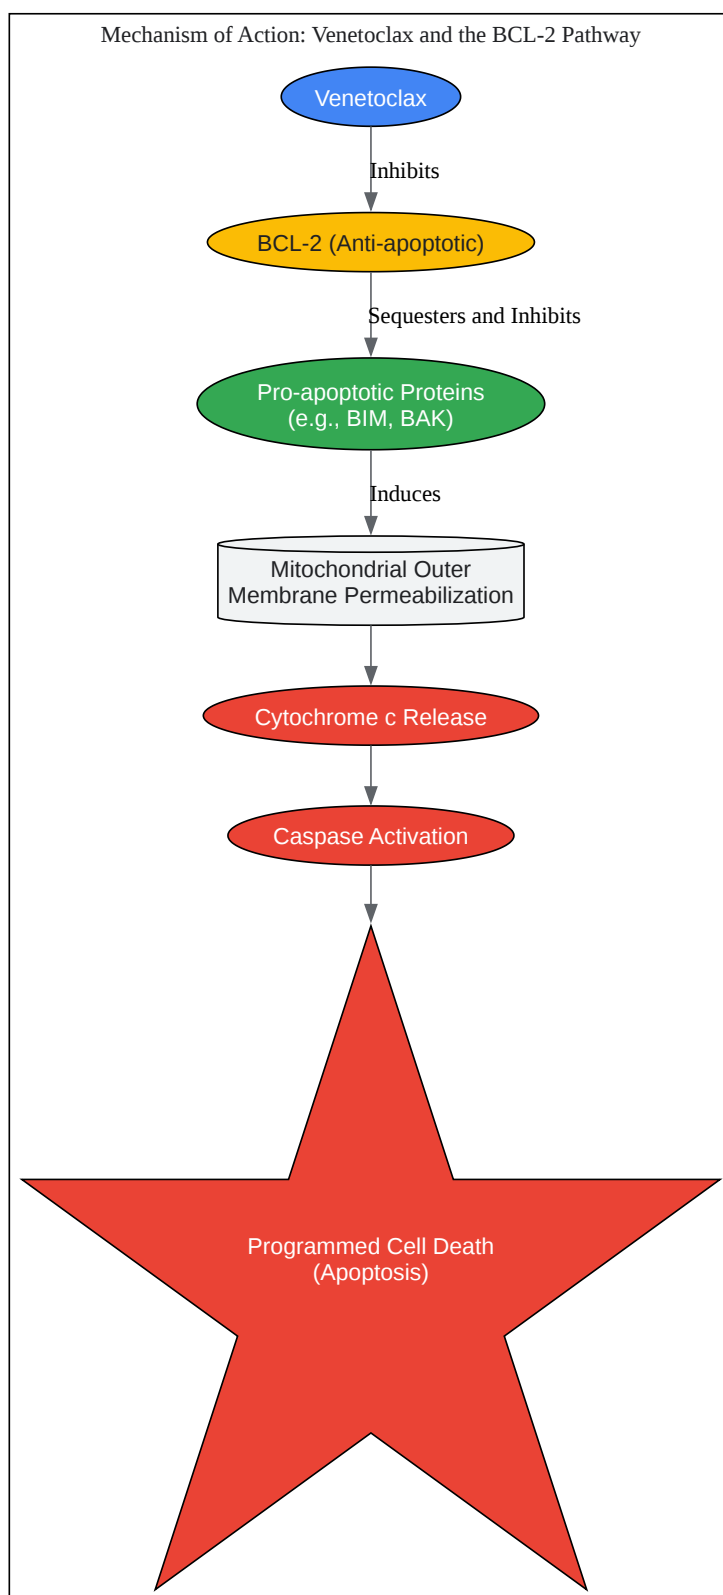 Mechanism of Action: Venetoclax and the BCL-2 Pathway
Venetoclax
Inhibits
BCL-2 (Anti-apoptotic)
Sequesters and Inhibits
Pro-apoptotic Proteins
(e.g., BIM, BAK)
Induces
Mitochondrial Outer
Membrane Permeabilization
Cytochrome c Release
Caspase Activation
Programmed Cell Death
(Apoptosis)